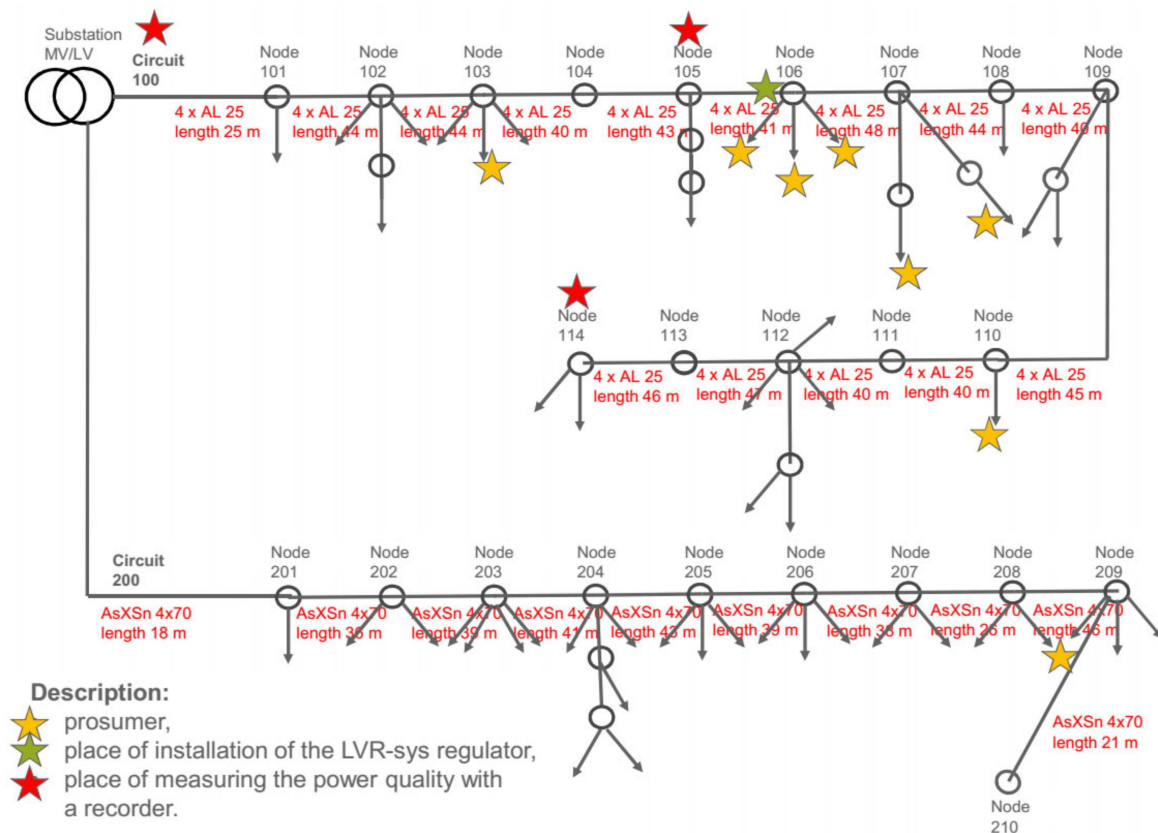 Substation
MV/LV
Circuit
100
Node
101
Node
102
Node
103
Node
104
Node
105
Node
106
Node
107
Node
108
Node
109
4 x AL 25
length 25 m
4 x AL 25
length 44 m
4 x AL 25
length 44 m
4 x AL 25
length 40 m
4 x AL 25
length 43 m
4 x AL 25
length 41 m
4 x AL 25
length 48 m
4 x AL 25
length 44 m
4 x AL 25
length 40 m
Node
114
Node
113
Node
112
Node
111
Node
110
4 x AL 25
length 46 m
4 x AL 25
length 47 m
4 x AL 25
length 40 m
4 x AL 25
length 40 m
4 x AL 25
length 45 m
Circuit
200
Node
201
Node
202
Node
203
Node
204
Node
205
Node
206
Node
207
Node
208
Node
209
AsXSn 4x70
length 18 m
AsXSn 4x70
length 36 m
AsXSn 4x70
length 39 m
AsXSn 4x70
length 41 m
AsXSn 4x70
length 43 m
AsXSn 4x70
length 39 m
AsXSn 4x70
length 38 m
AsXSn 4x70
length 26 m
AsXSn 4x70
length 46 m
AsXSn 4x70
length 21 m
Node
210
Description:
prosumer,
place of installation of the LVR-sys regulator,
place of measuring the power quality with
a recorder.